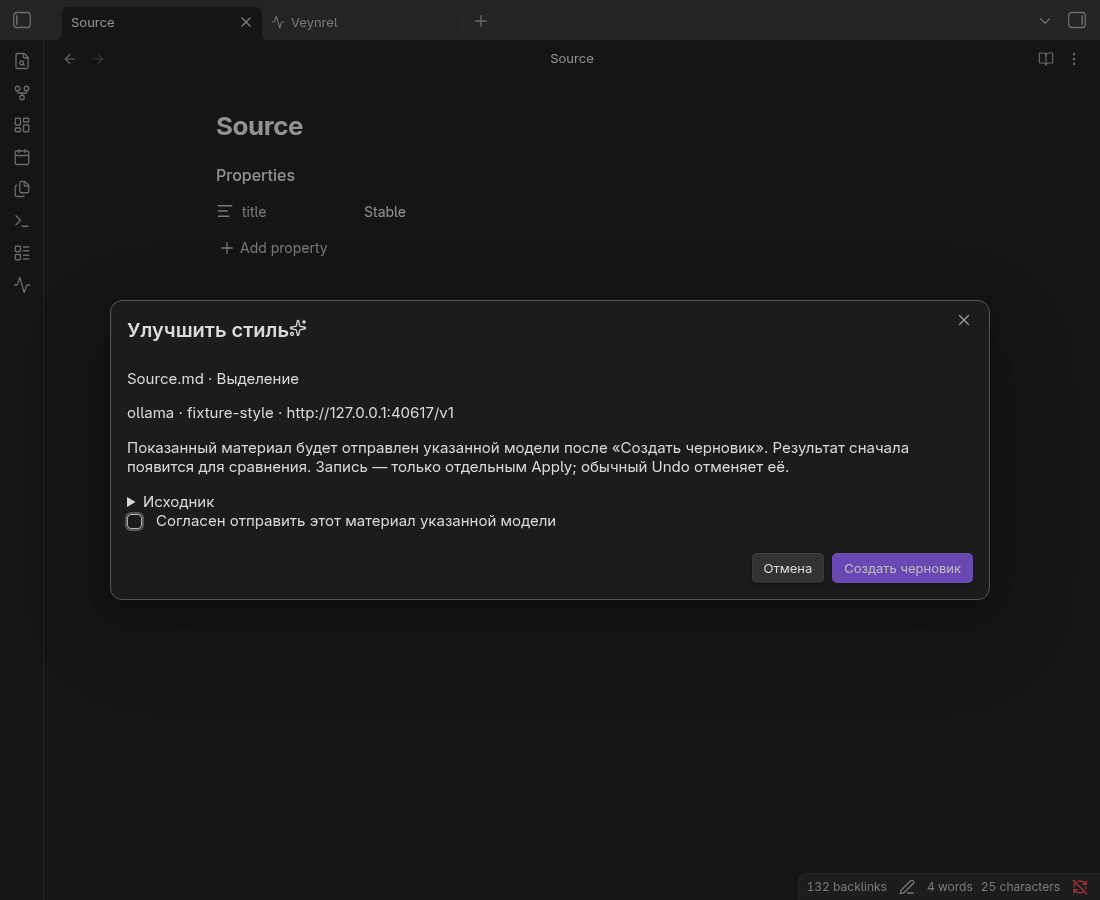 Source
Veynrel
Source
Source
Properties
title Stable
Add property
Улучшить стиль
Source.md · Выделение
ollama · fixture-style · http://127.0.0.1:40617/v1
Показанный материал будет отправлен указанной модели после «Создать черновик». Результат сначала
появится для сравнения. Запись — только отдельным Apply; обычный Undo отменяет её.
Исходник
Согласен отправить этот материал указанной модели
Отмена
Создать черновик
132 backlinks
4 words
25 characters